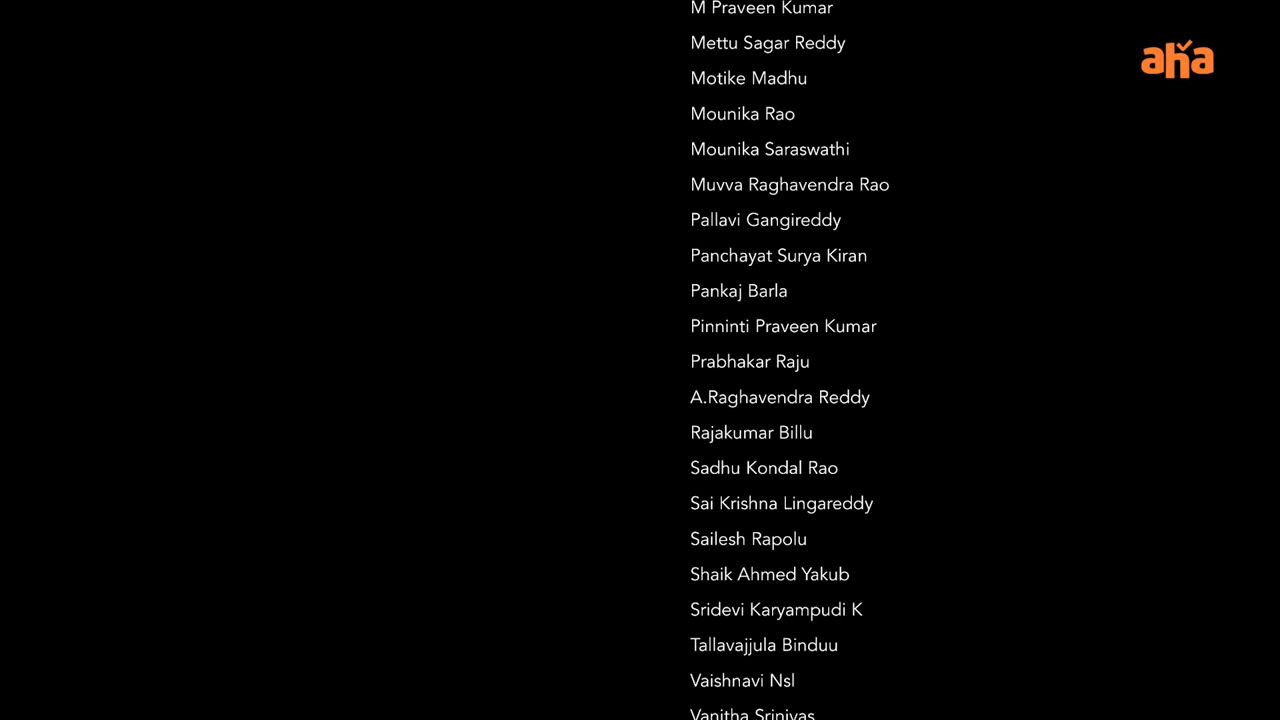 M Praveen Kumar
Mettu Sagar Reddy
aha
Motike Madhu
Mounika Rao
Mounika Saraswathi
Muvva Raghavendra Rao
Pallavi Gangireddy
Panchayat Surya Kiran
Pankaj Barla
Pinninti Praveen Kumar
Prabhakar Raju
A.Raghavendra Reddy
Rajakumar Billu
Sadhu Kondal Rao
Sai Krishna Lingareddy
Sailesh Rapolu
Shaik Ahmed Yakub
Sridevi Karyampudi K
Tallavajjula Binduu
Vaishnavi Nsl
Vanitha Srinivas